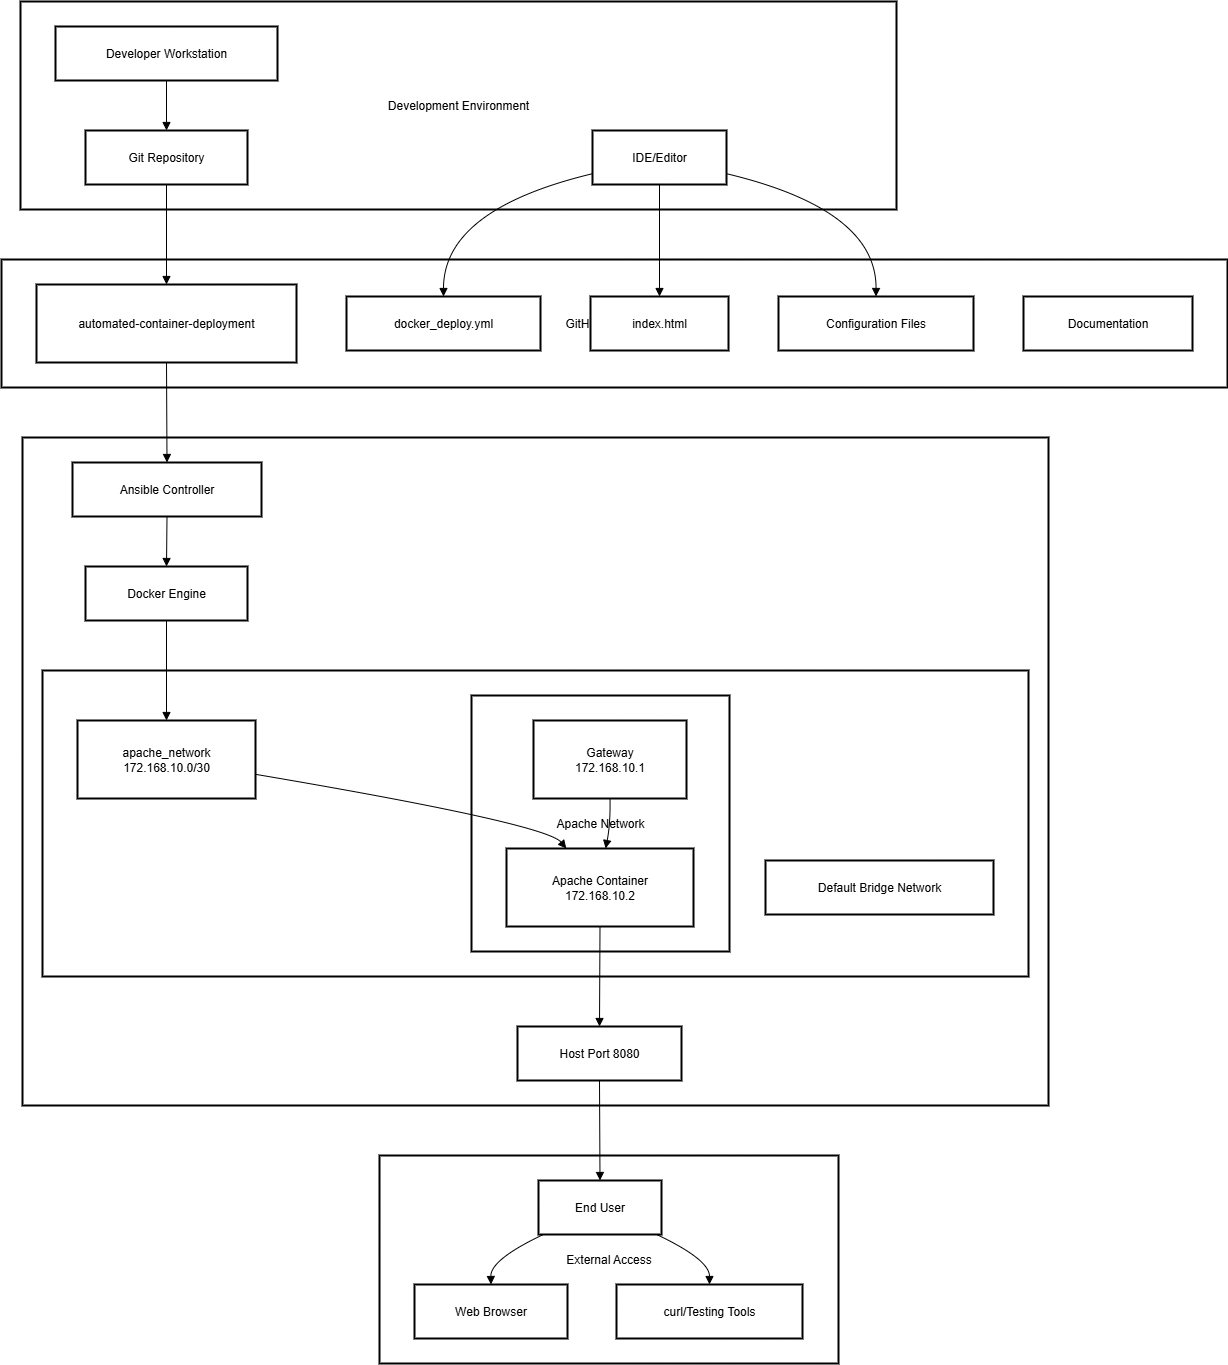 Developer Workstation
Development Environment
Git Repository
IDE/Editor
automated-container-deployment
docker_deploy.yml
GitH
index.html
Configuration Files
Documentation
Ansible Controller
Docker Engine
apache_network
172.168.10.0/30
Gateway
172.168.10.1
Apache Network
Apache Container
172.168.10.2
Default Bridge Network
Host Port 8080
End User
External Access
Web Browser
curl/Testing Tools